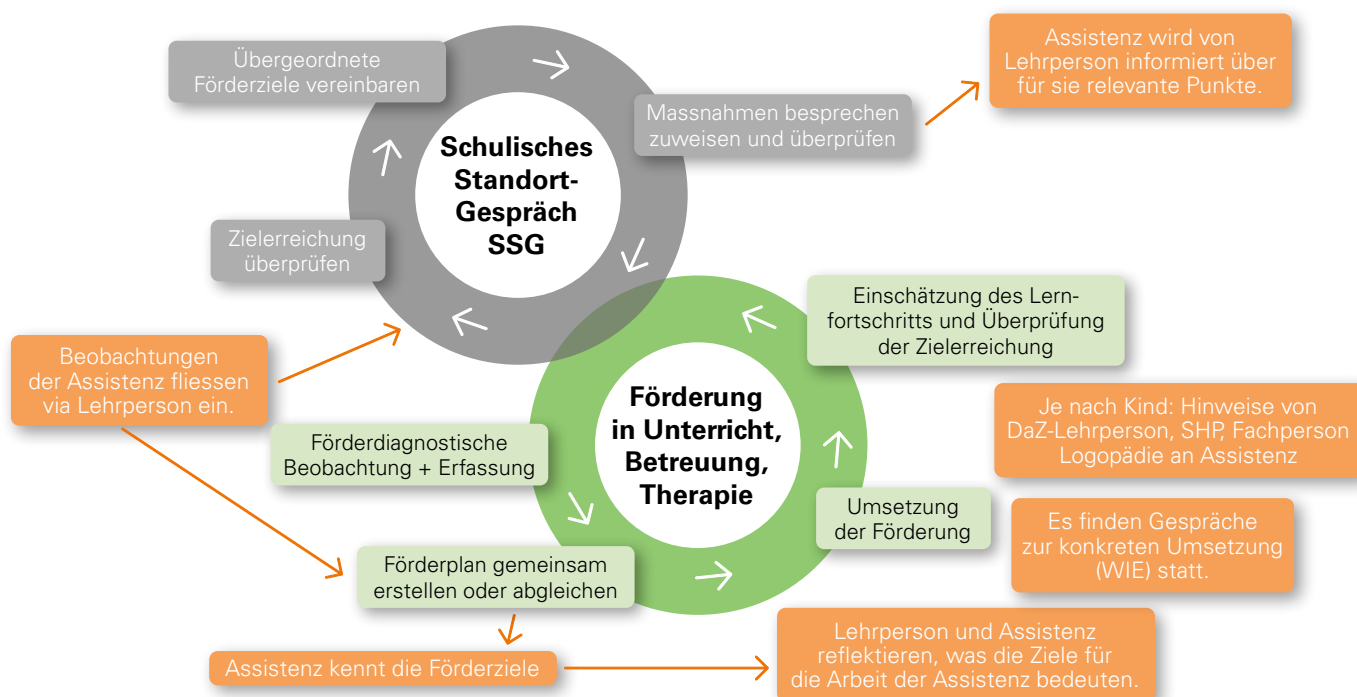 Übergeordnete
Förderziele vereinbaren
Assistenz wird von
Lehrperson informiert über
für sie relevante Punkte.
Massnahmen besprechen
zuweisen und überprüfen
Schulisches
Standort-
Gespräch
SSG
Zielerreichung
überprüfen
Einschätzung des Lern-
fortschritts und Überprüfung
der Zielerreichung
Beobachtungen
der Assistenz fliessen
via Lehrperson ein.
Förderung
in Unterricht,
Betreuung,
Therapie
Je nach Kind: Hinweise von
DaZ-Lehrperson, SHP, Fachperson
Logopädie an Assistenz
Förderdiagnostische
Beobachtung + Erfassung
Umsetzung
der Förderung
Es finden Gespräche
zur konkreten Umsetzung
(WIE) statt.
Förderplan gemeinsam
erstellen oder abgleichen
Assistenz kennt die Förderziele
Lehrperson und Assistenz
reflektieren, was die Ziele für
die Arbeit der Assistenz bedeuten.